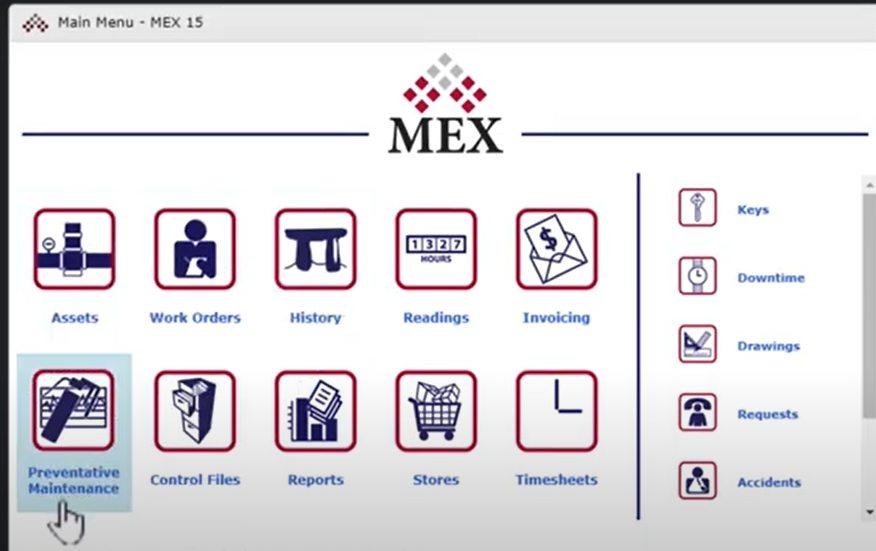 Main Menu - MEX 15
MEX
1327
HOURS
$
Assets
Work Orders
History
Readings
Invoicing
Preventative
Maintenance
Control Files
Reports
Stores
Timesheets
Keys
Downtime
Drawings
Requests
Accidents